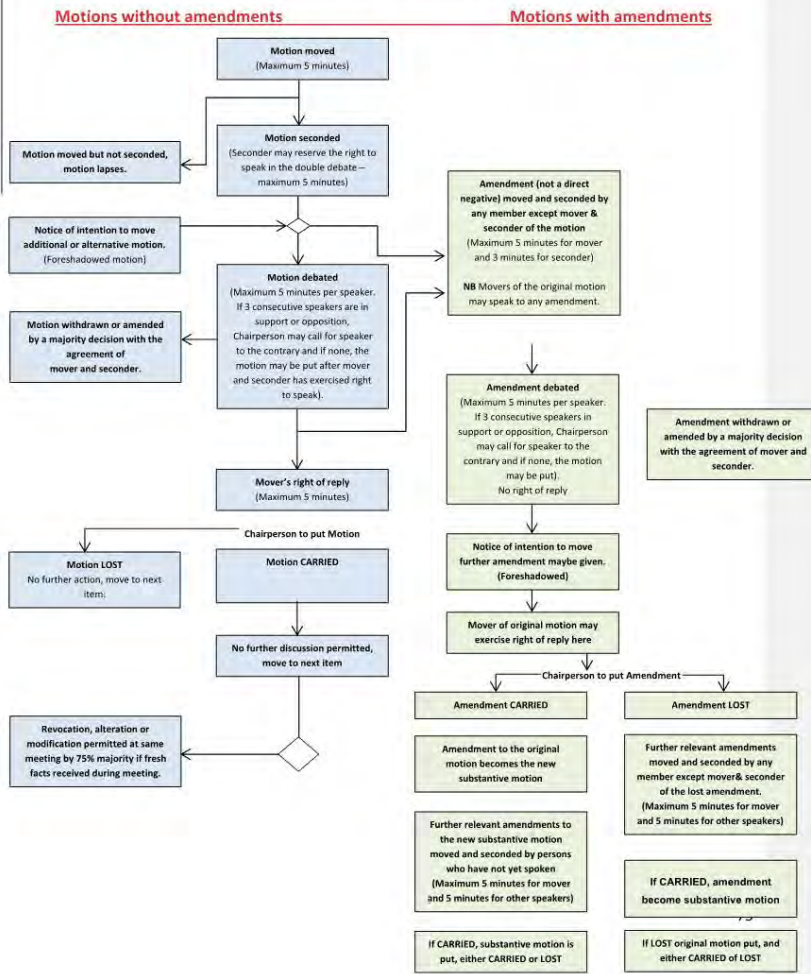 Motions without amendments
Motions with amendments
Motion moved
(Maximum 5 minutes)
Motion moved but not seconded,
motion lapses.
Motion seconded
(Seconder may reserve the right to
speak in the double debate –
maximum 5 minutes)
Notice of intention to move
additional or alternative motion.
(Foreshadowed motion)
Motion debated
(Maximum 5 minutes per speaker.
If 3 consecutive speakers are in
support or opposition,
Chairperson may call for speaker
to the contrary and if none, the
motion may be put after mover
and seconder has exercised right
to speak).
Motion withdrawn or amended
by a majority decision with the
agreement of
mover and seconder.
Mover's right of reply
(Maximum 5 minutes)
Chairperson to put Motion
Motion LOST
No further action, move to next
item.
Motion CARRIED
No further discussion permitted,
move to next item
Revocation, alteration or
modification permitted at same
meeting by 75% majority if fresh
facts received during meeting.
Amendment (not a direct
negative) moved and seconded by
any member except mover &
seconder of the motion
(Maximum 5 minutes for mover
and 3 minutes for seconder)
NB Movers of the original motion
may speak to any amendment.
Amendment debated
(Maximum 5 minutes per speaker.
If 3 consecutive speakers in
support or opposition, Chairperson
may call for speaker to the
contrary and if none, the motion
may be put).
No right of reply
Amendment withdrawn or
amended by a majority decision
with the agreement of mover and
seconder.
Notice of intention to move
further amendment maybe given.
(Foreshadowed)
Mover of original motion may
exercise right of reply here
Chairperson to put Amendment
Amendment CARRIED
Amendment to the original
motion becomes the new
substantive motion
Further relevant amendments to
the new substantive motion
moved and seconded by persons
who have not yet spoken
(Maximum 5 minutes for mover
and 5 minutes for other speakers)
If CARRIED, substantive motion is
put, either CARRIED or LOST
Amendment LOST
Further relevant amendments
moved and seconded by any
member except mover& seconder
of the lost amendment.
(Maximum 5 minutes for mover
and 5 minutes for other speakers)
If CARRIED, amendment
become substantive motion
If LOST original motion put, and
either CARRIED of LOST